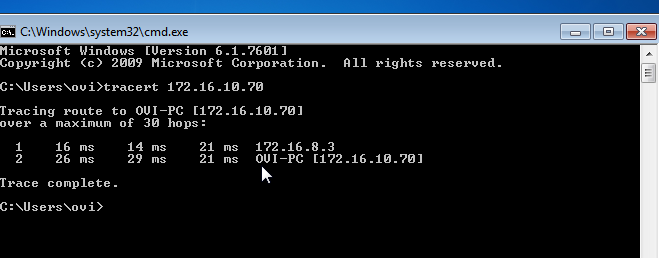 C:\Windows\system32\cmd.exe
Microsoft Windows [Version 6.1.7601]
Copyright (c) 2009 Microsoft Corporation.  All rights reserved.
C:\Users\ovi>tracert 172.16.10.70
Tracing route to OVI-PC [172.16.10.70]
over a maximum of 30 hops:
1    16 ms    14 ms    21 ms  172.16.8.3
2    26 ms    29 ms    21 ms  OVI-PC [172.16.10.70]
Trace complete.
C:\Users\ovi>